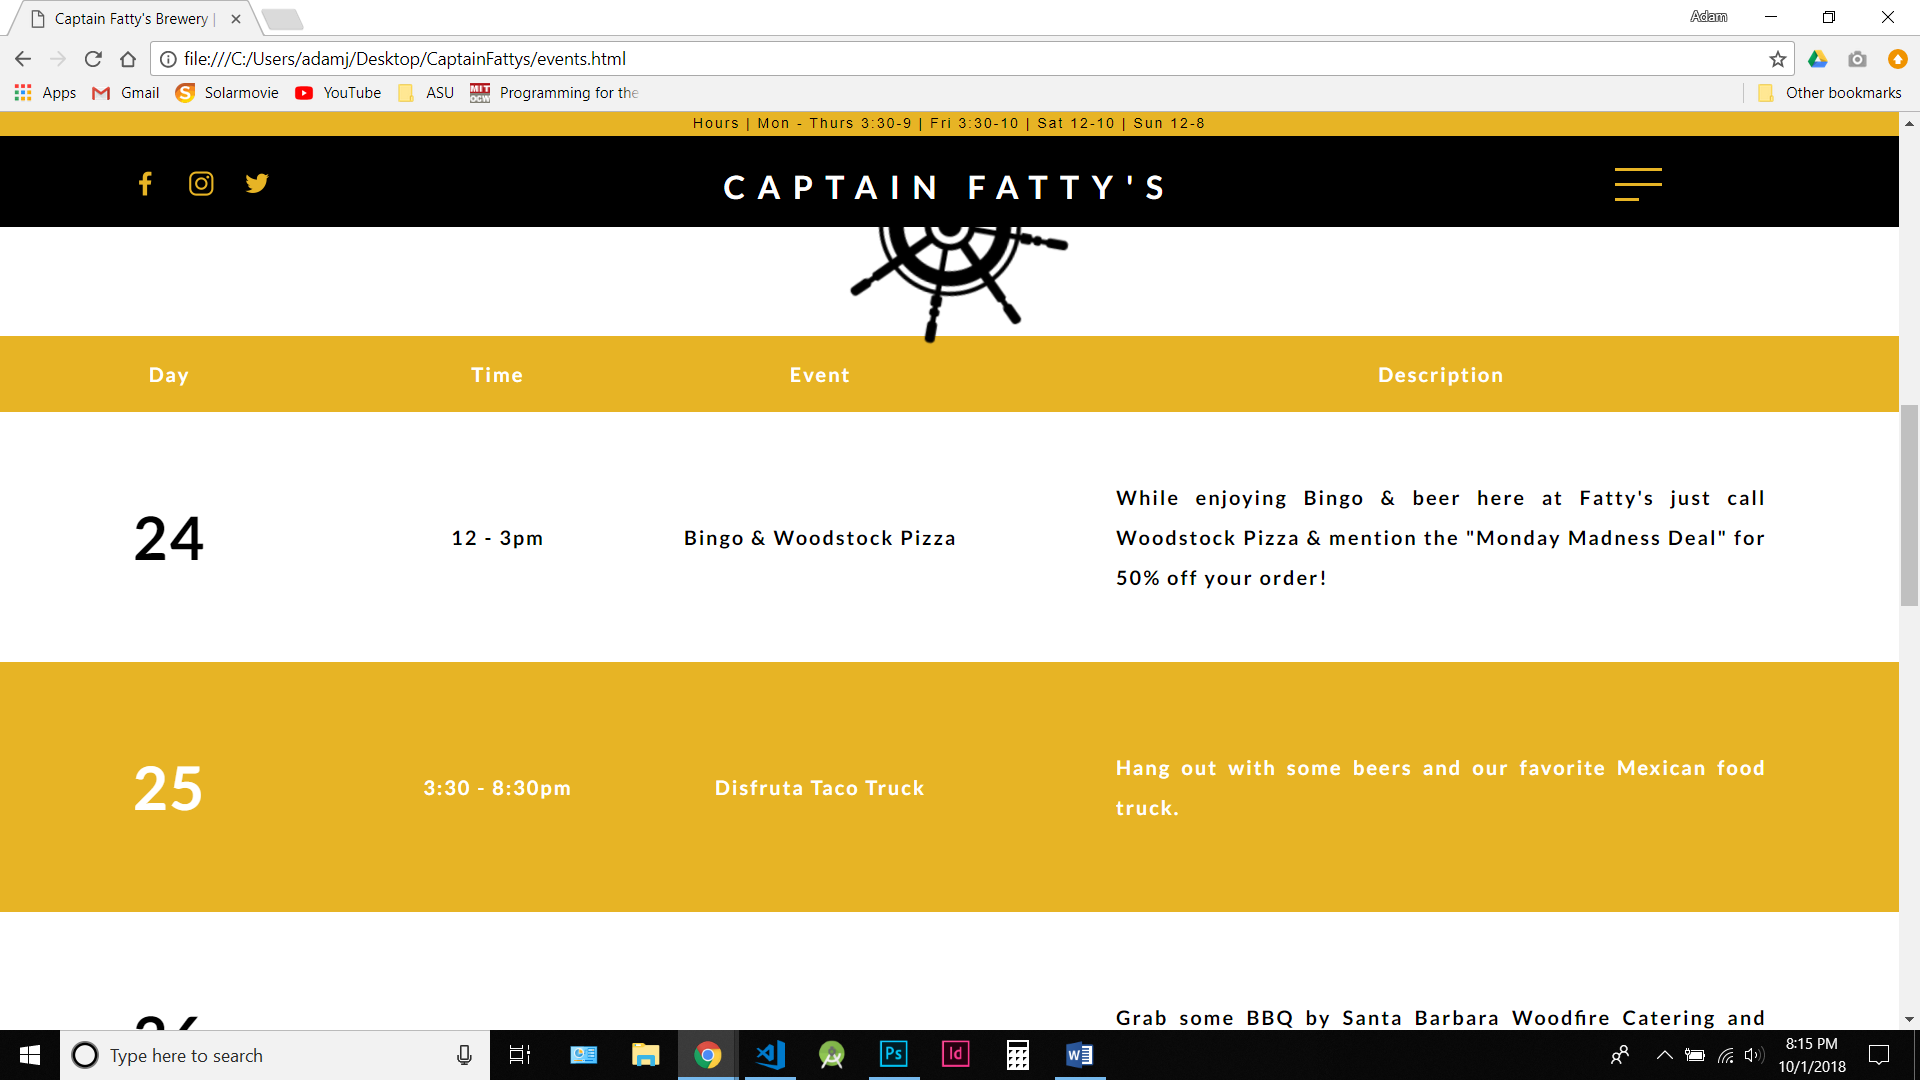 Captain Fatty's Brewery |
Adam
file:///C:/Users/adamj/Desktop/CaptainFattys/events.html
Apps
Gmail
Solarmovie
YouTube
ASU
MIT OCW
Programming for the
Other bookmarks
Hours | Mon - Thurs 3:30-9 | Fri 3:30-10 | Sat 12-10 | Sun 12-8
CAPTAIN FATTY'S
Day Time Event Description
24
12 - 3pm
Bingo & Woodstock Pizza
While enjoying Bingo & beer here at Fatty's just call
Woodstock Pizza & mention the "Monday Madness Deal" for
50% off your order!
25
3:30 - 8:30pm
Disfruta Taco Truck
Hang out with some beers and our favorite Mexican food
truck.
26
Grab some BBQ by Santa Barbara Woodfire Catering and
Type here to search
Ps
Id
8:15 PM
10/1/2018